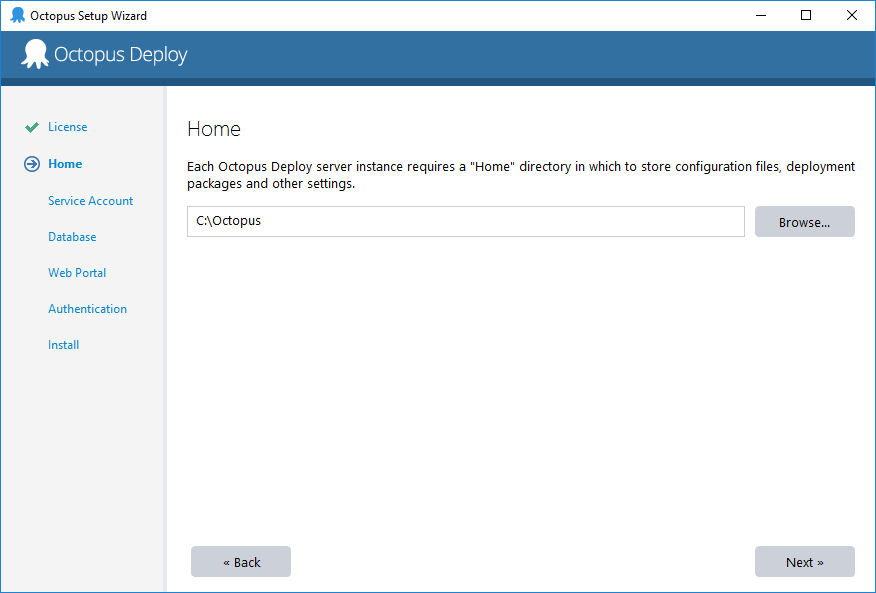 Octopus Setup Wizard
Octopus Deploy
License
Home
Service Account
Database
Web Portal
Authentication
Install
Home
Each Octopus Deploy server instance requires a "Home" directory in which to store configuration files, deployment
packages and other settings.
C:\Octopus
Browse...
« Back
Next »